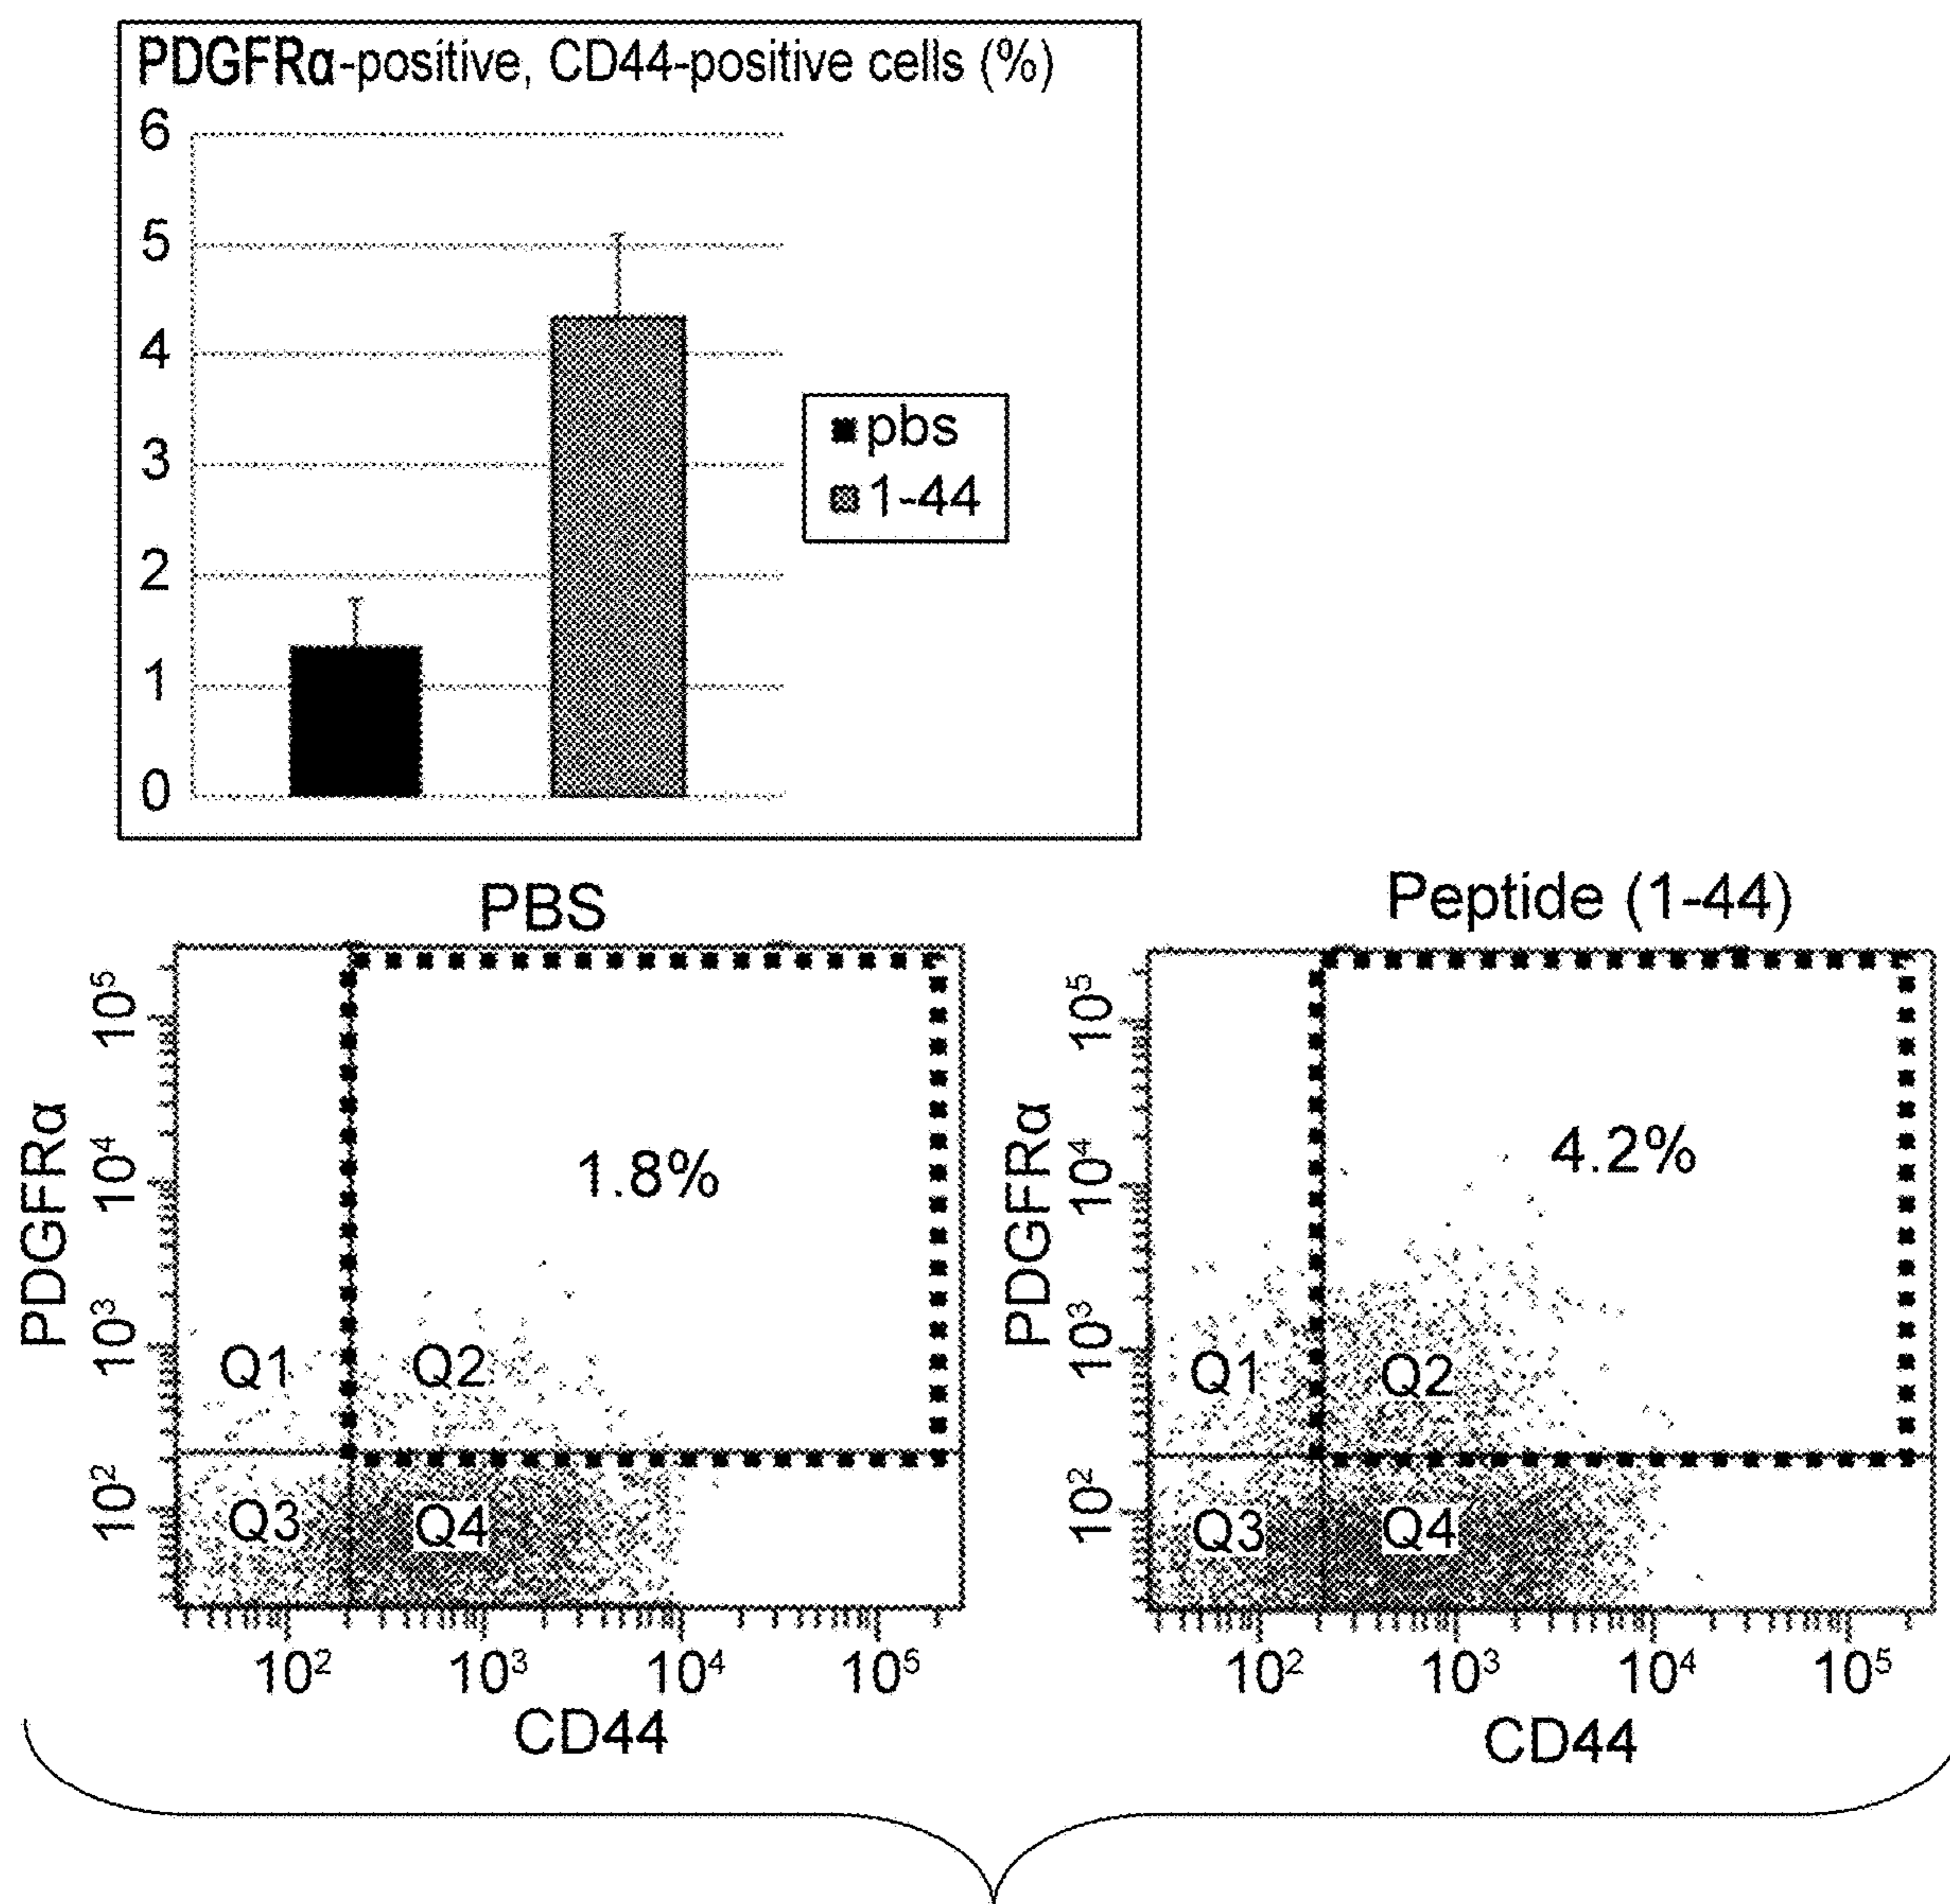 PDGFRα-positive, CD44-positive cells (%)
6
5
4
3
2
1
0
pbs
1-44
PBS
PDGFRα
10⁵
10⁴
10³
10²
1.8%
Q1
Q2
Q3
Q4
10² 10³ 10⁴ 10⁵
CD44
Peptide (1-44)
PDGFRα
10⁵
10⁴
10³
10²
4.2%
Q1
Q2
Q3
Q4
10² 10³ 10⁴ 10⁵
CD44